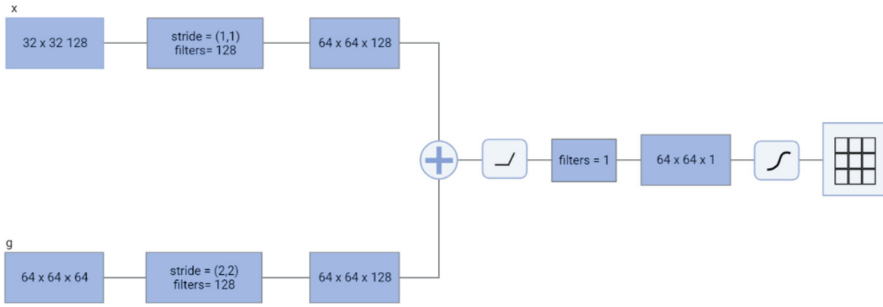 x
32 x 32 128
stride = (1,1)
filters= 128
64 x 64 x 128
filters = 1
64 x 64 x 1
g
64 x 64 x 64
stride = (2,2)
filters= 128
64 x 64 x 128